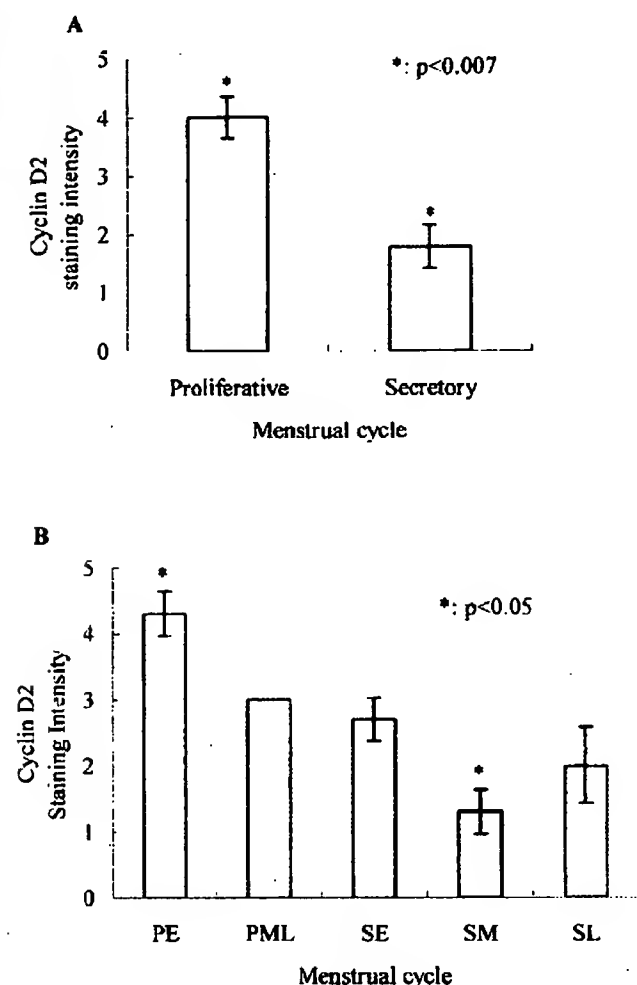 A
*: p<0.007
5
4
3
2
1
0
*
*
Cyclin D2
staining intensity
Proliferative
Secretory
Menstrual cycle
B
*: p<0.05
5
4
3
2
1
0
*
*
Cyclin D2
Staining Intensity
PE
PML
SE
SM
SL
Menstrual cycle